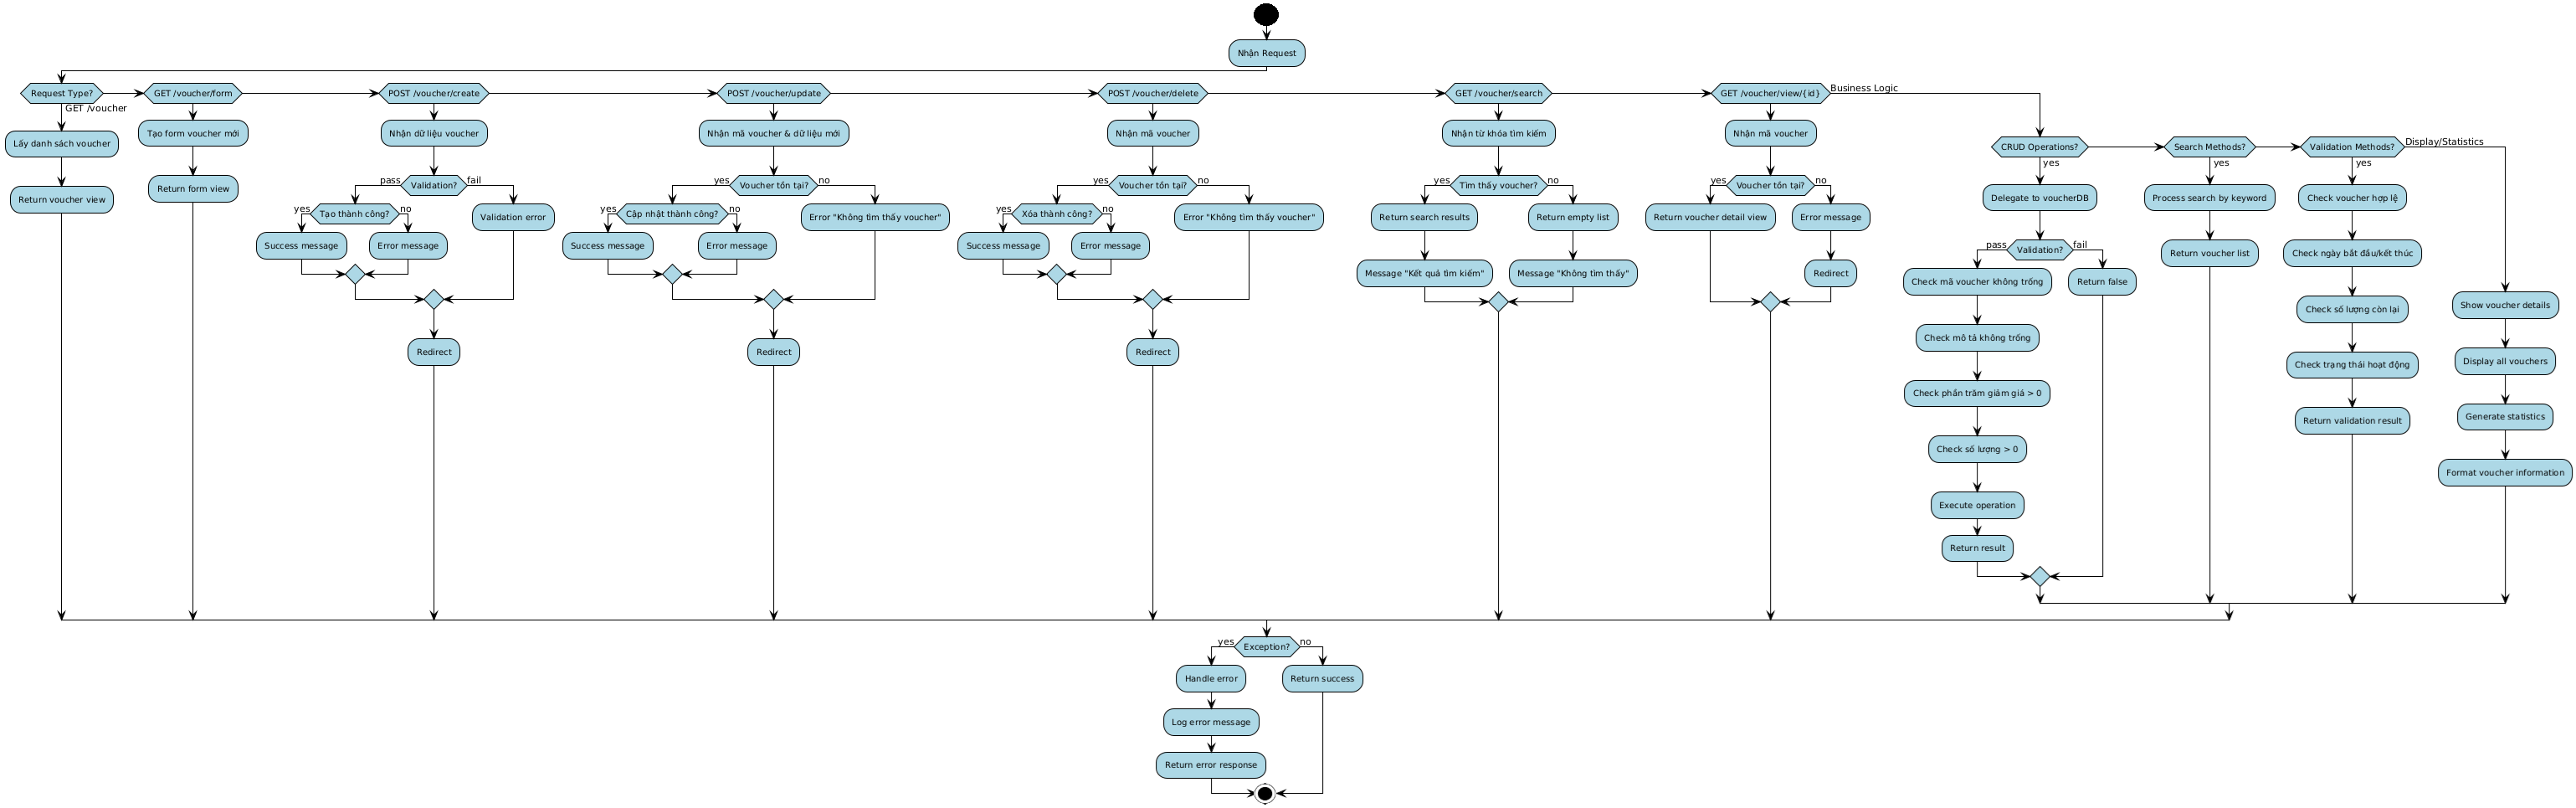 Nhận Request
Request Type?
GET /voucher
Lấy danh sách voucher
Return voucher view
GET /voucher/form
Tạo form voucher mới
Return form view
POST /voucher/create
Nhận dữ liệu voucher
Validation?
pass
fail
Tạo thành công?
yes
no
Success message
Error message
Validation error
Redirect
POST /voucher/update
Nhận mã voucher & dữ liệu mới
Voucher tồn tại?
yes
no
Cập nhật thành công?
yes
no
Success message
Error message
Error "Không tìm thấy voucher"
Redirect
POST /voucher/delete
Nhận mã voucher
Voucher tồn tại?
yes
no
Xóa thành công?
yes
no
Success message
Error message
Error "Không tìm thấy voucher"
Redirect
GET /voucher/search
Nhận từ khóa tìm kiếm
Tìm thấy voucher?
yes
no
Return search results
Message "Kết quả tìm kiếm"
Return empty list
Message "Không tìm thấy"
GET /voucher/view/{id}
Nhận mã voucher
Voucher tồn tại?
yes
no
Return voucher detail view
Error message
Redirect
Business Logic
CRUD Operations?
yes
Delegate to voucherDB
Validation?
pass
fail
Check mã voucher không trống
Check mô tả không trống
Check phần trăm giảm giá > 0
Check số lượng > 0
Execute operation
Return result
Return false
Search Methods?
yes
Process search by keyword
Return voucher list
Validation Methods?
yes
Check voucher hợp lệ
Check ngày bắt đầu/kết thúc
Check số lượng còn lại
Check trạng thái hoạt động
Return validation result
Display/Statistics
Show voucher details
Display all vouchers
Generate statistics
Format voucher information
Exception?
yes
no
Handle error
Log error message
Return error response
Return success